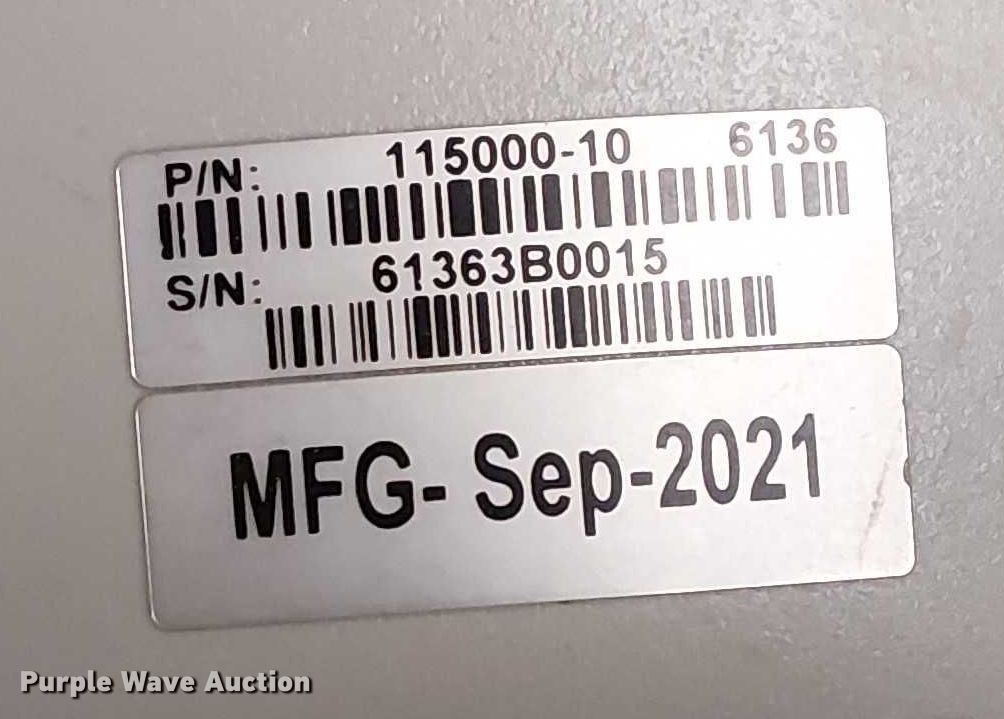 P/N: 115000-10 6136
S/N: 61363B0015
MFG- Sep-2021
Purple Wave Auction